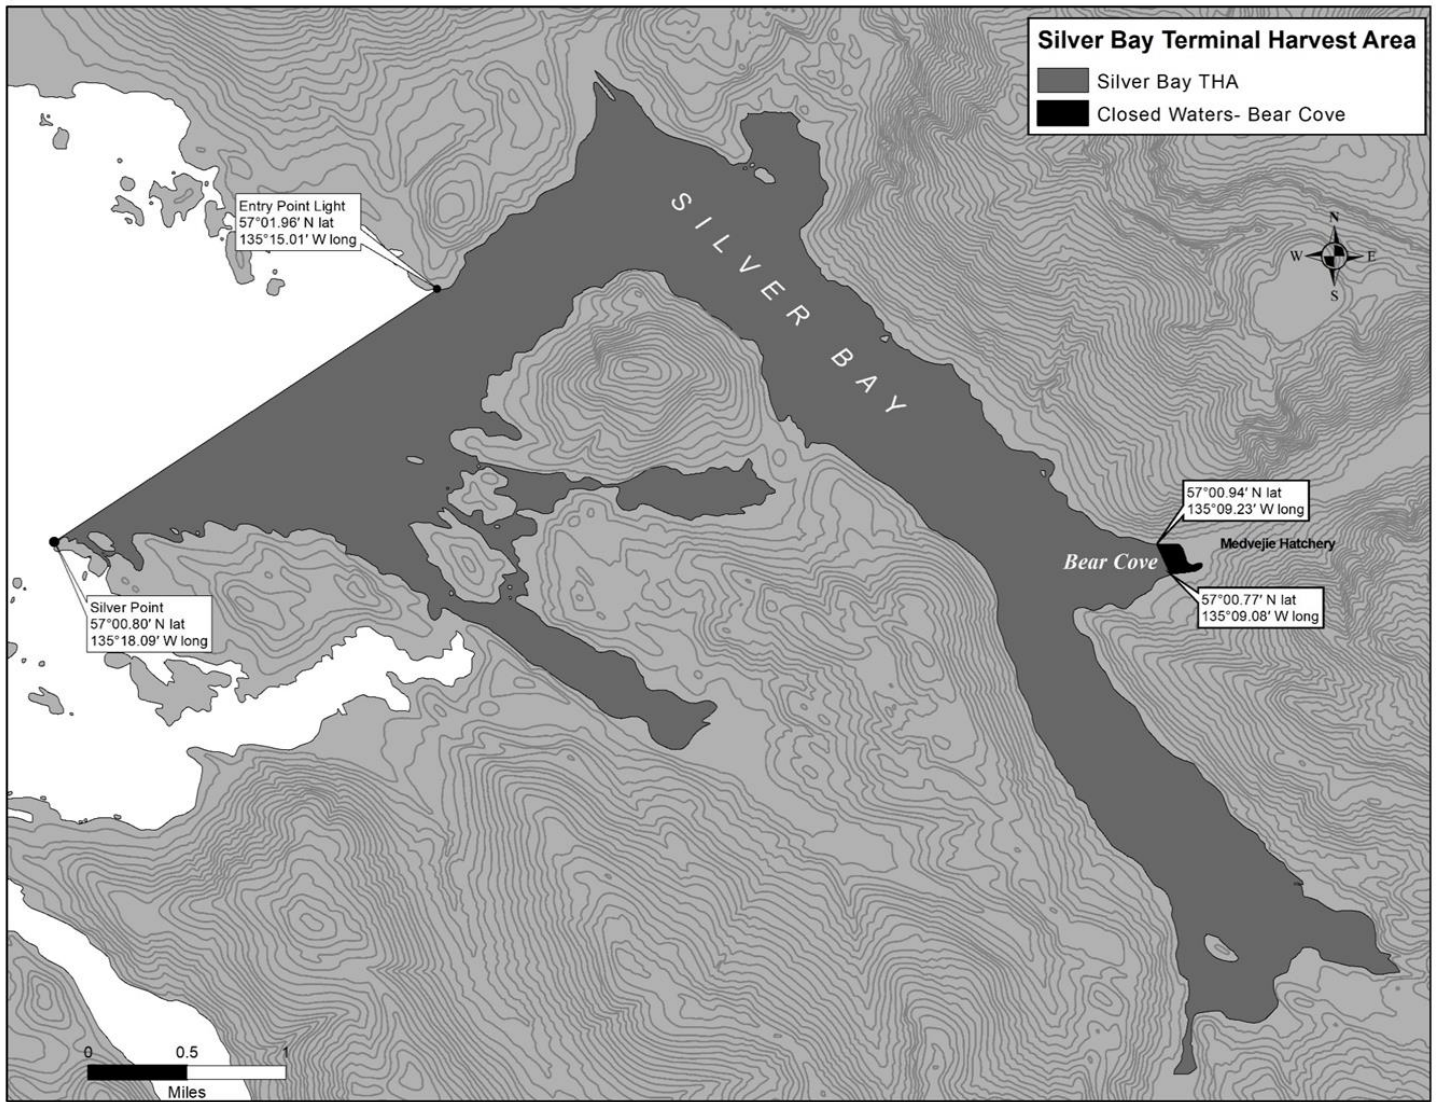 Silver Bay Terminal Harvest Area
Silver Bay THA
Closed Waters- Bear Cove
Entry Point Light
57°01.96′ N lat
135°15.01′ W long
SILVER BAY
N
W E
S
57°00.94′ N lat
135°09.23′ W long
Medvejie Hatchery
Bear Cove
57°00.77′ N lat
135°09.08′ W long
Silver Point
57°00.80′ N lat
135°18.09′ W long
0 0.5 1
Miles